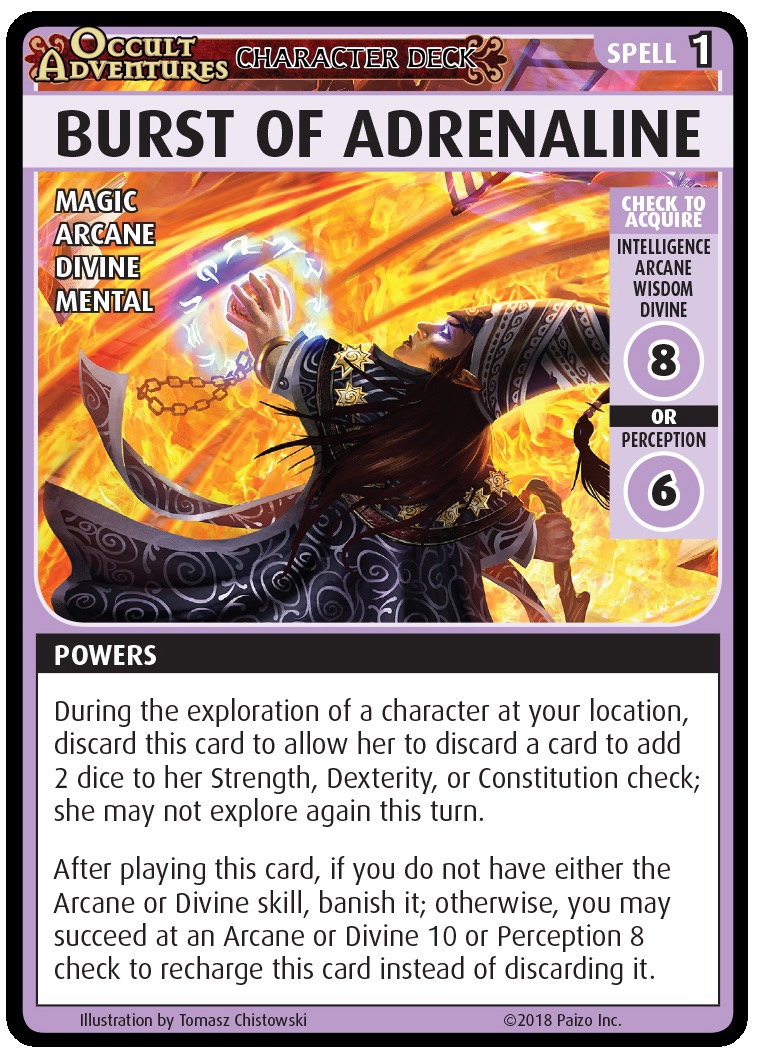 OCCULT
ADVENTURES CHARACTER DECK
SPELL 1
BURST OF ADRENALINE
MAGIC
ARCANE
DIVINE
MENTAL
CHECK TO
ACQUIRE
INTELLIGENCE
ARCANE
WISDOM
DIVINE
8
OR
PERCEPTION
6
POWERS
During the exploration of a character at your location,
discard this card to allow her to discard a card to add
2 dice to her Strength, Dexterity, or Constitution check;
she may not explore again this turn.
After playing this card, if you do not have either the
Arcane or Divine skill, banish it; otherwise, you may
succeed at an Arcane or Divine 10 or Perception 8
check to recharge this card instead of discarding it.
Illustration by Tomasz Chistowski
©2018 Paizo Inc.